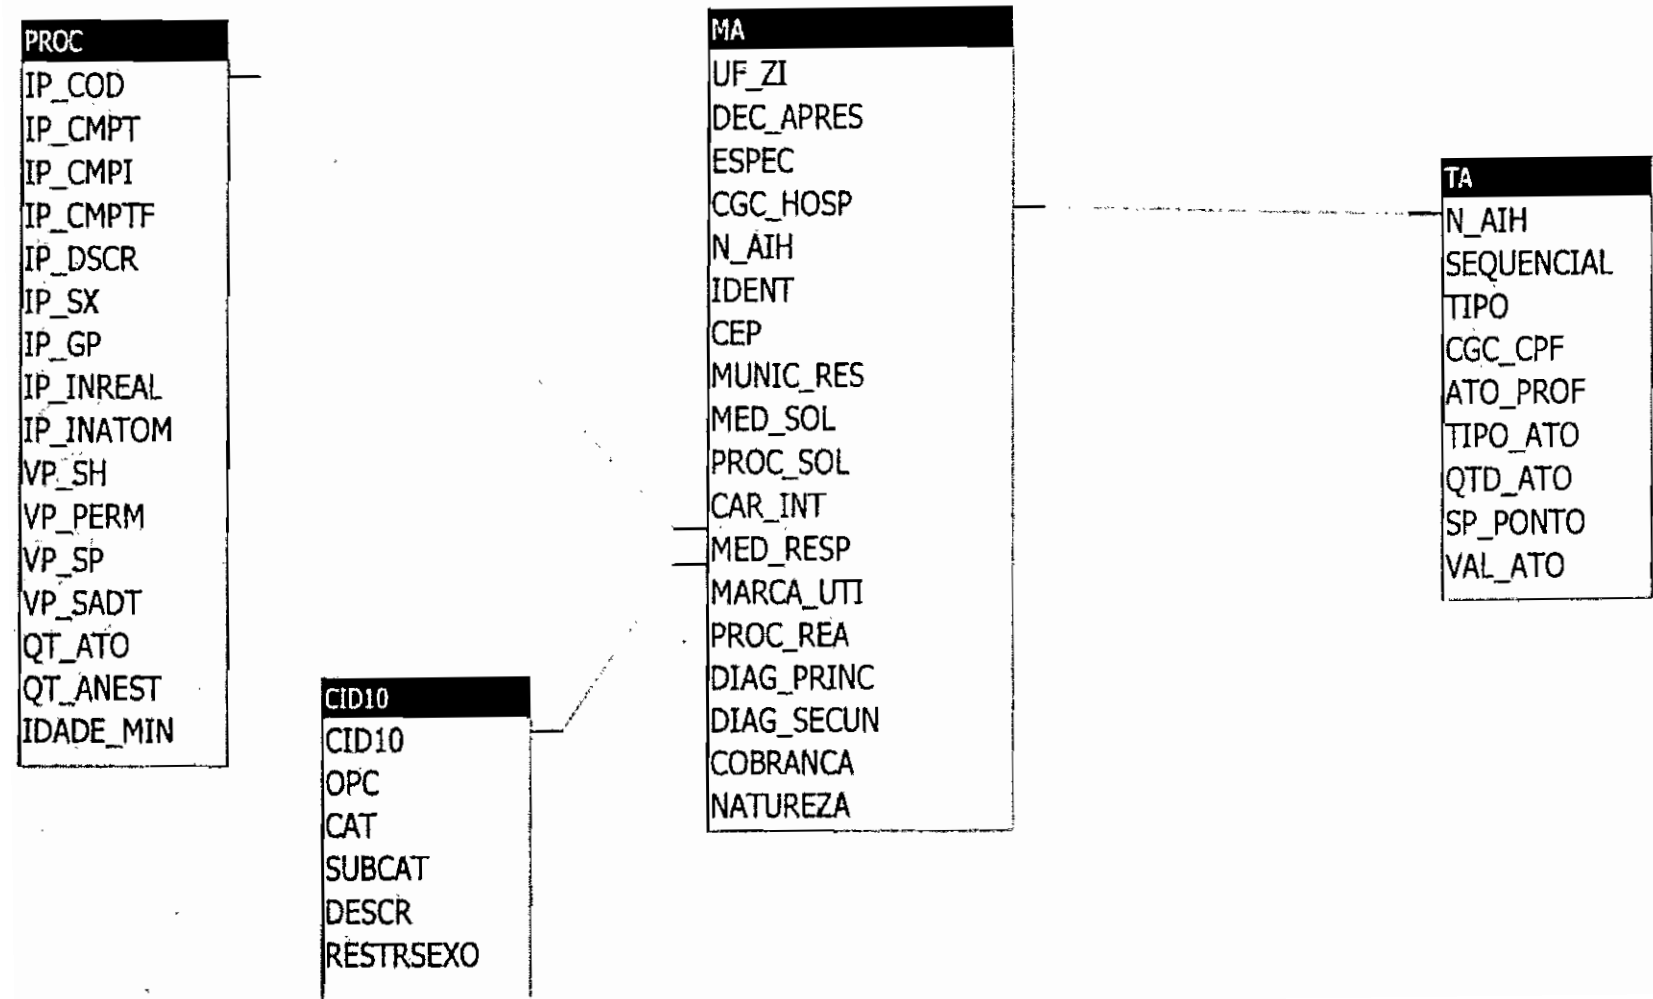 PROC
IP_COD
IP_CMPT
IP_CMPI
IP_CMPTF
IP_DSCR
IP_SX
IP_GP
IP_INREAL
IP_INATOM
VP_SH
VP_PERM
VP_SP
VP_SADT
QT_ATO
QT_ANEST
IDADE_MIN
CID10
CID10
OPC
CAT
SUBCAT
DESCR
RESTRSEXO
MA
UF_ZI
DEC_APRES
ESPEC
CGC_HOSP
N_AIH
IDENT
CEP
MUNIC_RES
MED_SOL
PROC_SOL
CAR_INT
MED_RESP
MARCA_UTI
PROC_REA
DIAG_PRINC
DIAG_SECUN
COBRANCA
NATUREZA
TA
N_AIH
SEQUENCIAL
TIPO
CGC_CPF
ATO_PROF
TIPO_ATO
QTD_ATO
SP_PONTO
VAL_ATO